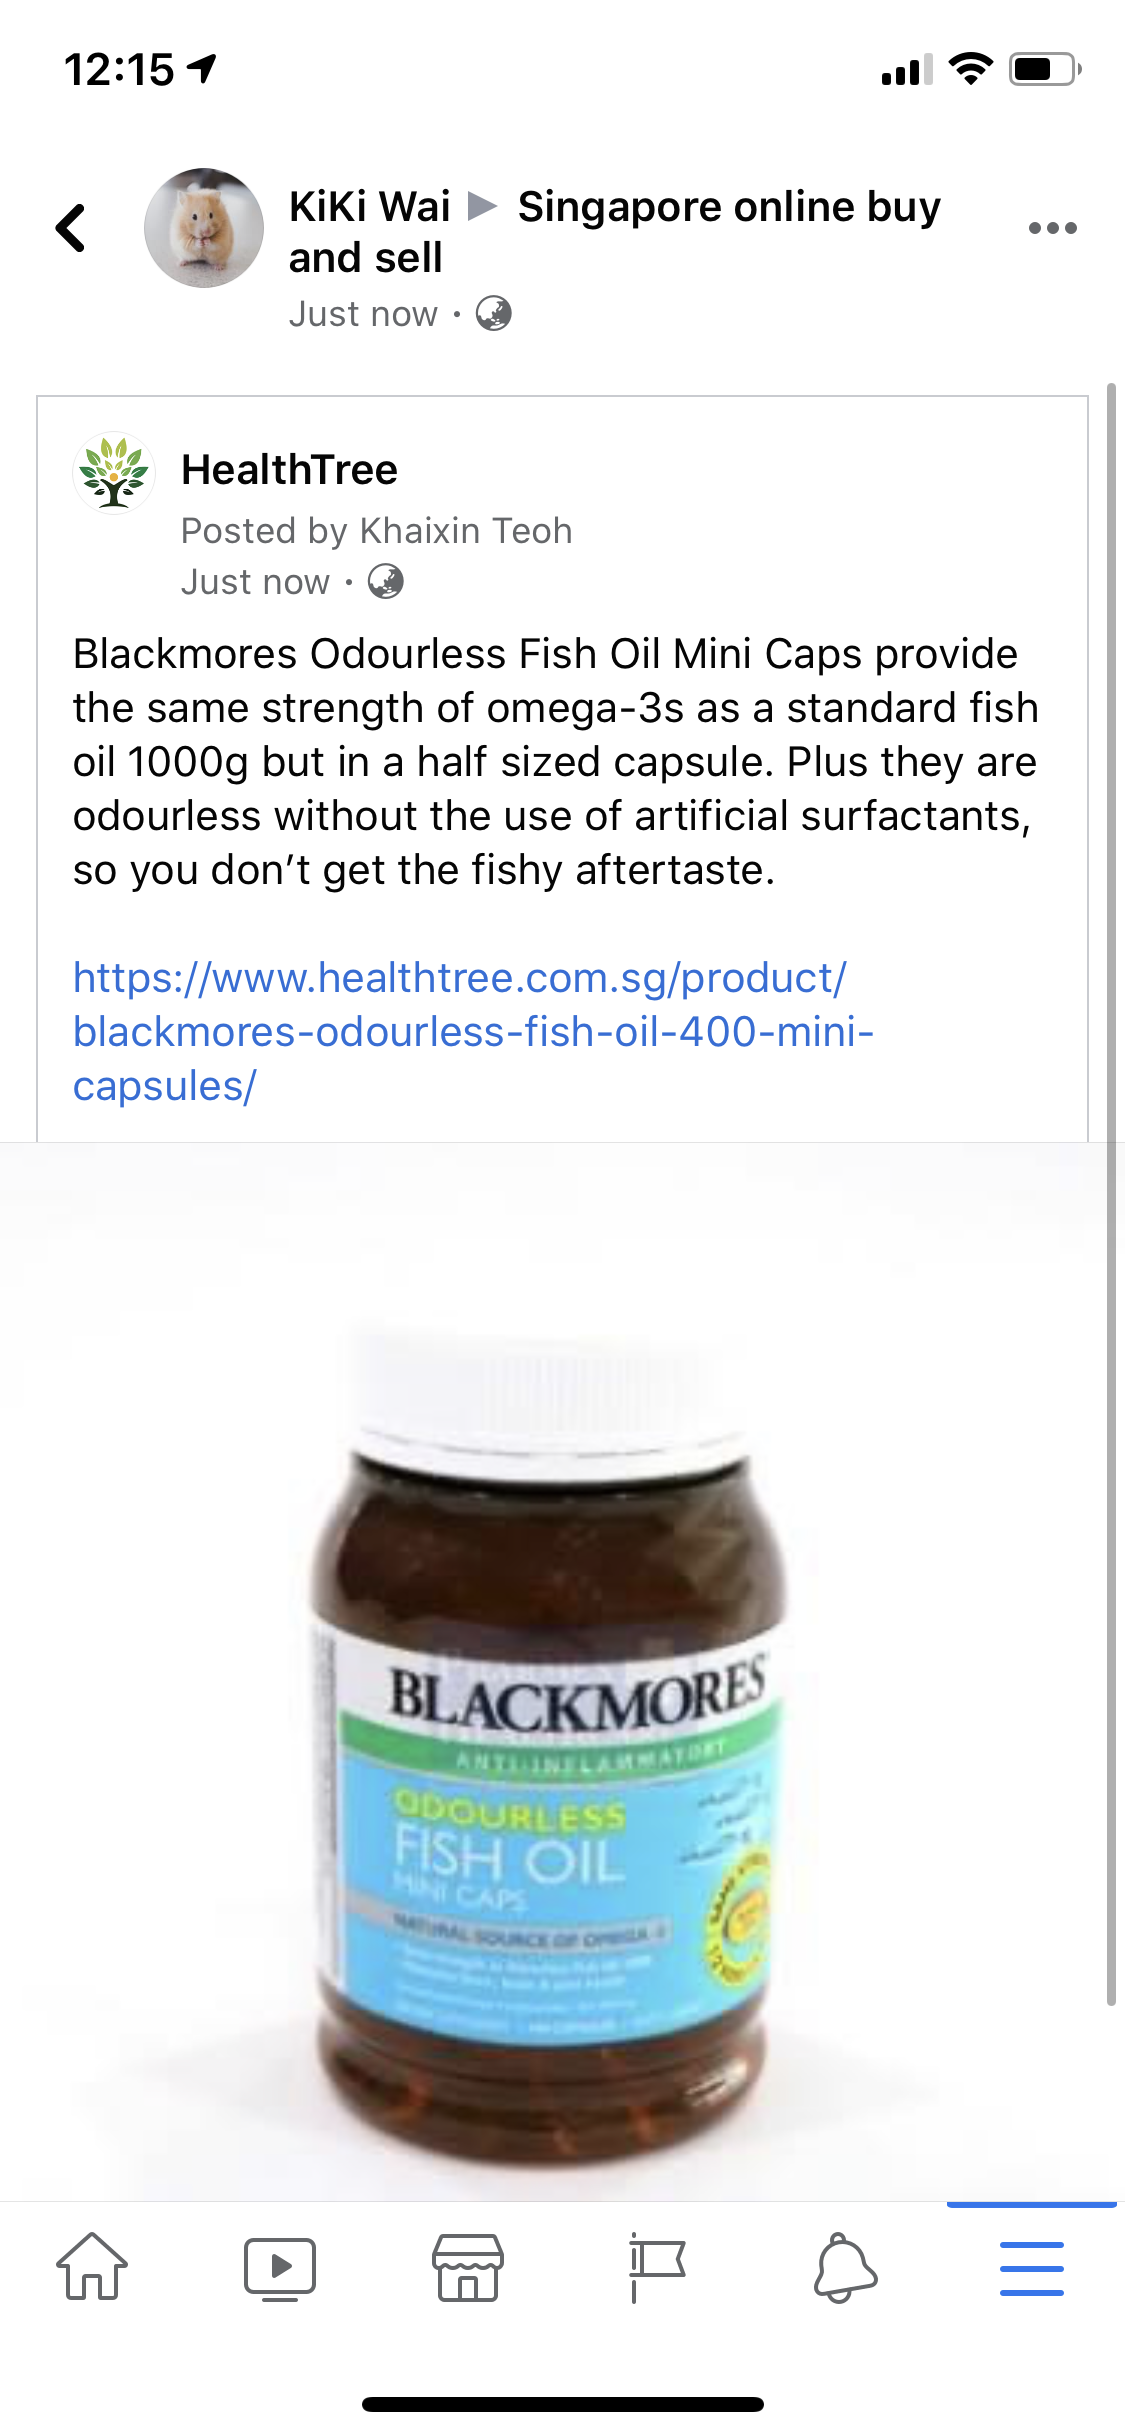 12:15
KiKi Wai ▶ Singapore online buy
and sell
Just now ·
HealthTree
Posted by Khaixin Teoh
Just now ·
Blackmores Odourless Fish Oil Mini Caps provide
the same strength of omega-3s as a standard fish
oil 1000g but in a half sized capsule. Plus they are
odourless without the use of artificial surfactants,
so you don't get the fishy aftertaste.
https://www.healthtree.com.sg/product/
blackmores-odourless-fish-oil-400-mini-
capsules/
BLACKMORES
ANTI-INFLAMMATORY
ODOURLESS
FISH OIL
MINI CAPS
NATURAL SOURCE OF OMEGA-3